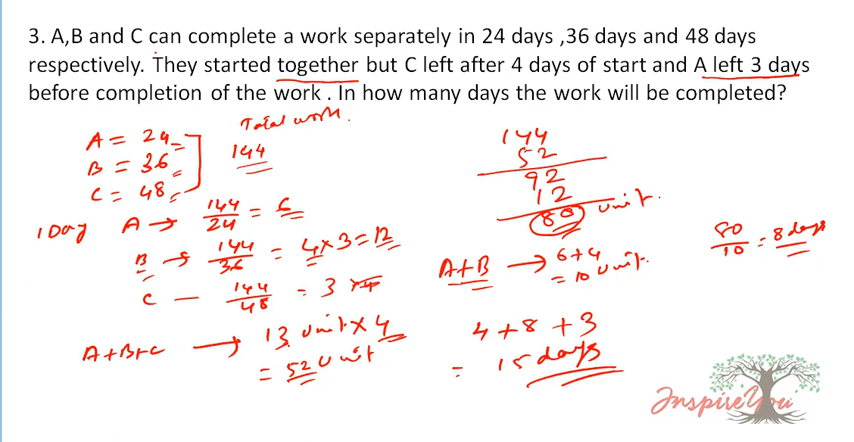 3. A,B and C can complete a work separately in 24 days ,36 days and 48 days
respectively. They started together but C left after 4 days of start and A left 3 days
before completion of the work . In how many days the work will be completed?
Total work.
A = 24
B = 36
C = 48
144
1 Day A → 144/24 = 6
B → 144/36 = 4×3=12
C — 144/48 = 3
A+B+C → 13 unit × 4
= 52 unit
144
52
92
12
80 unit.
A+B → 6+4
= 10 unit.
80/10 = 8 days
4+8+3
= 15 days
InspireYou